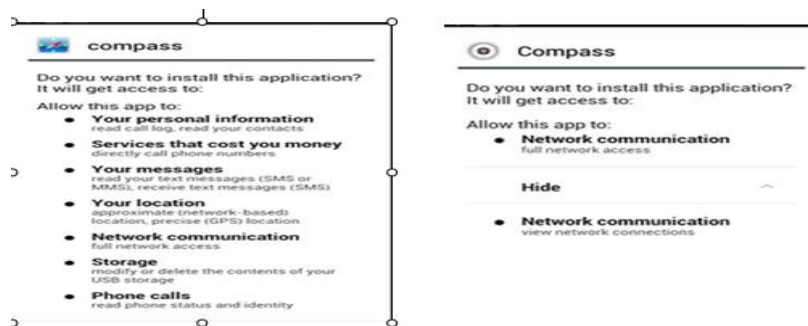 compass
Do you want to install this application?
It will get access to:
Allow this app to:
Your personal information
read call log, read your contacts
Services that cost you money
directly call phone numbers
Your messages
read your text messages (SMS or
MMS), receive text messages (SMS)
Your location
approximate (network-based)
location, precise (GPS) location
Network communication
full network access
Storage
modify or delete the contents of your
USB storage
Phone calls
read phone status and identity
Compass
Do you want to install this application?
It will get access to:
Allow this app to:
Network communication
full network access
Hide
Network communication
view network connections